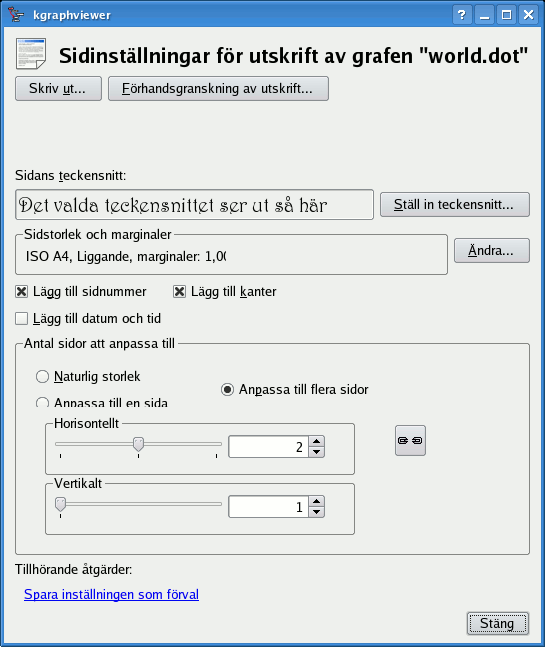 kgraphviewer
Sidinställningar för utskrift av grafen "world.dot"
Skriv ut... Förhandsgranskning av utskrift...
Sidans teckensnitt:
Det valda teckensnittet ser ut så här Ställ in teckensnitt...
Sidstorlek och marginaler
ISO A4, Liggande, marginaler: 1,00 Ändra...
Lägg till sidnummer Lägg till kanter
Lägg till datum och tid
Antal sidor att anpassa till
Naturlig storlek
Anpassa till flera sidor
Anpassa till en sida
Horisontellt
2
Vertikalt
1
Tillhörande åtgärder:
Spara inställningen som förval
Stäng